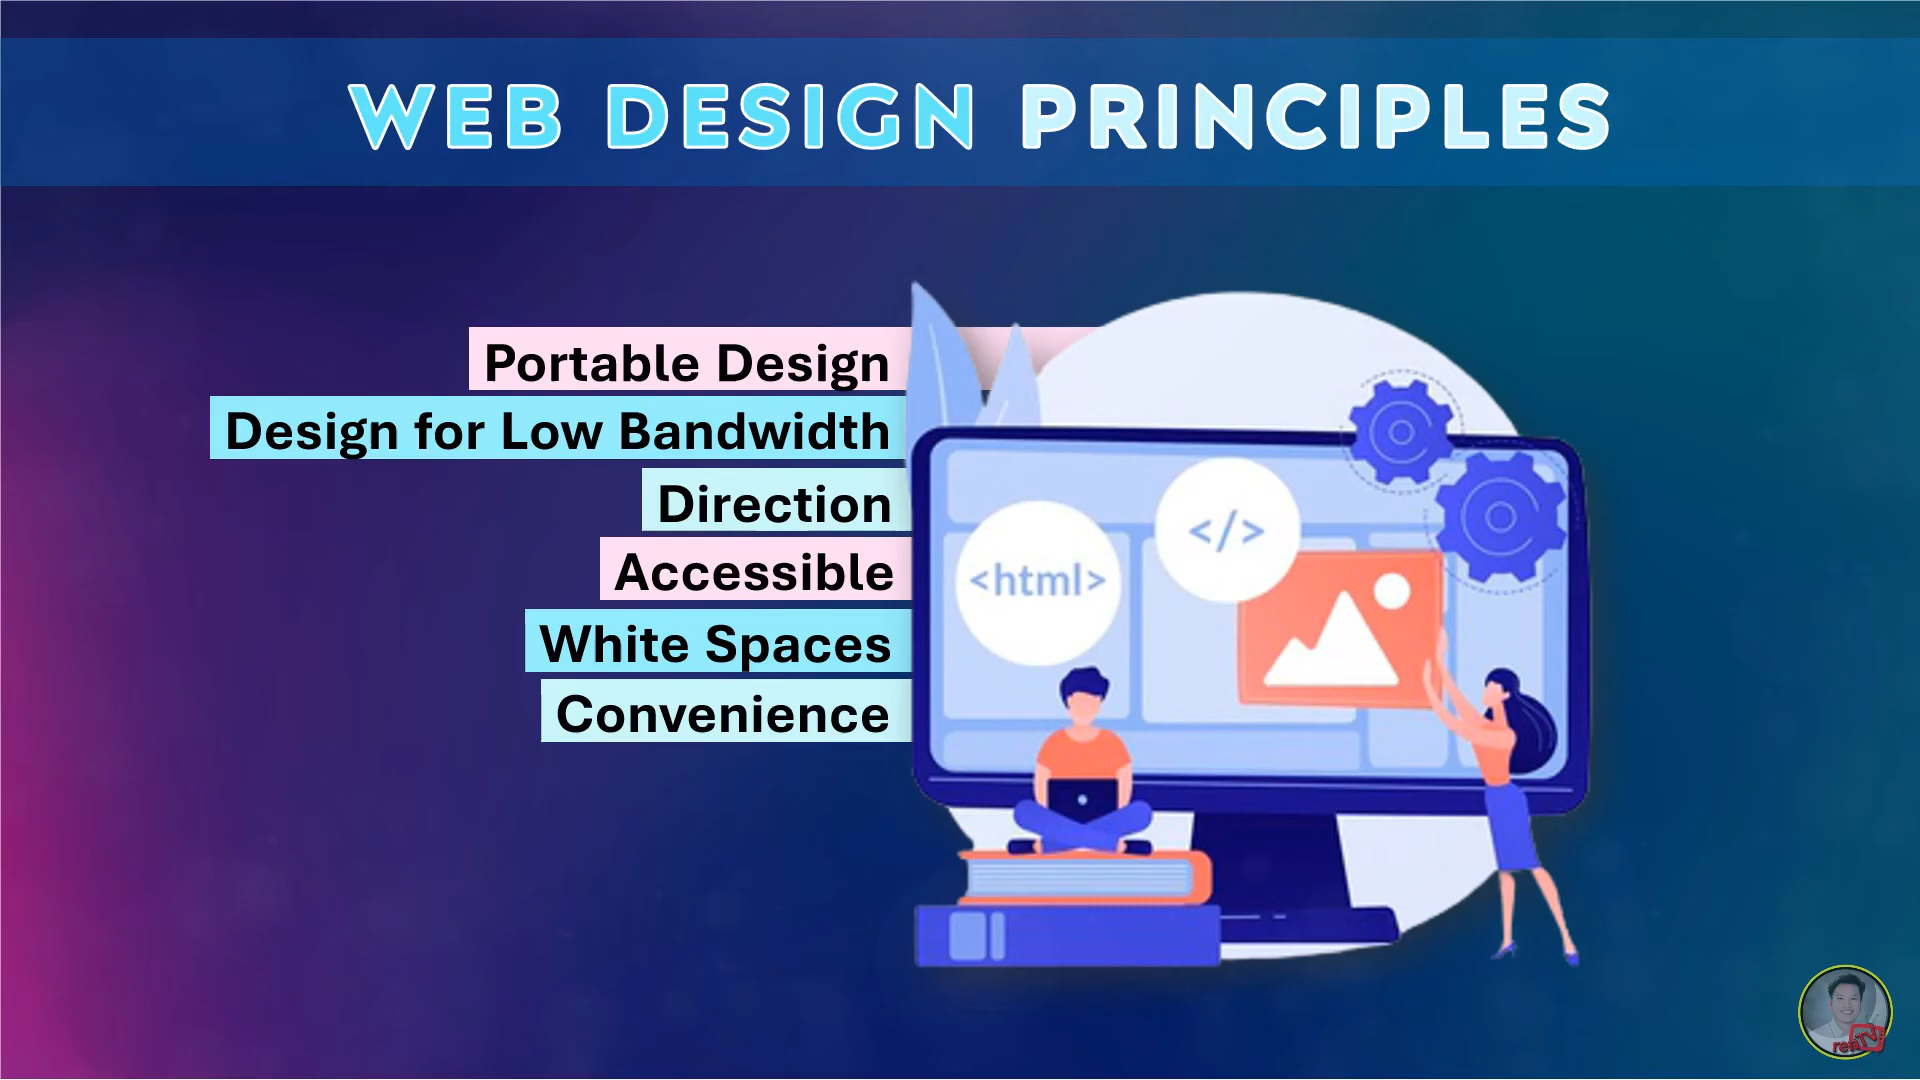 WEB DESIGN PRINCIPLES
Portable Design
Design for Low Bandwidth
Direction
Accessible
White Spaces
Convenience
<html>
</>